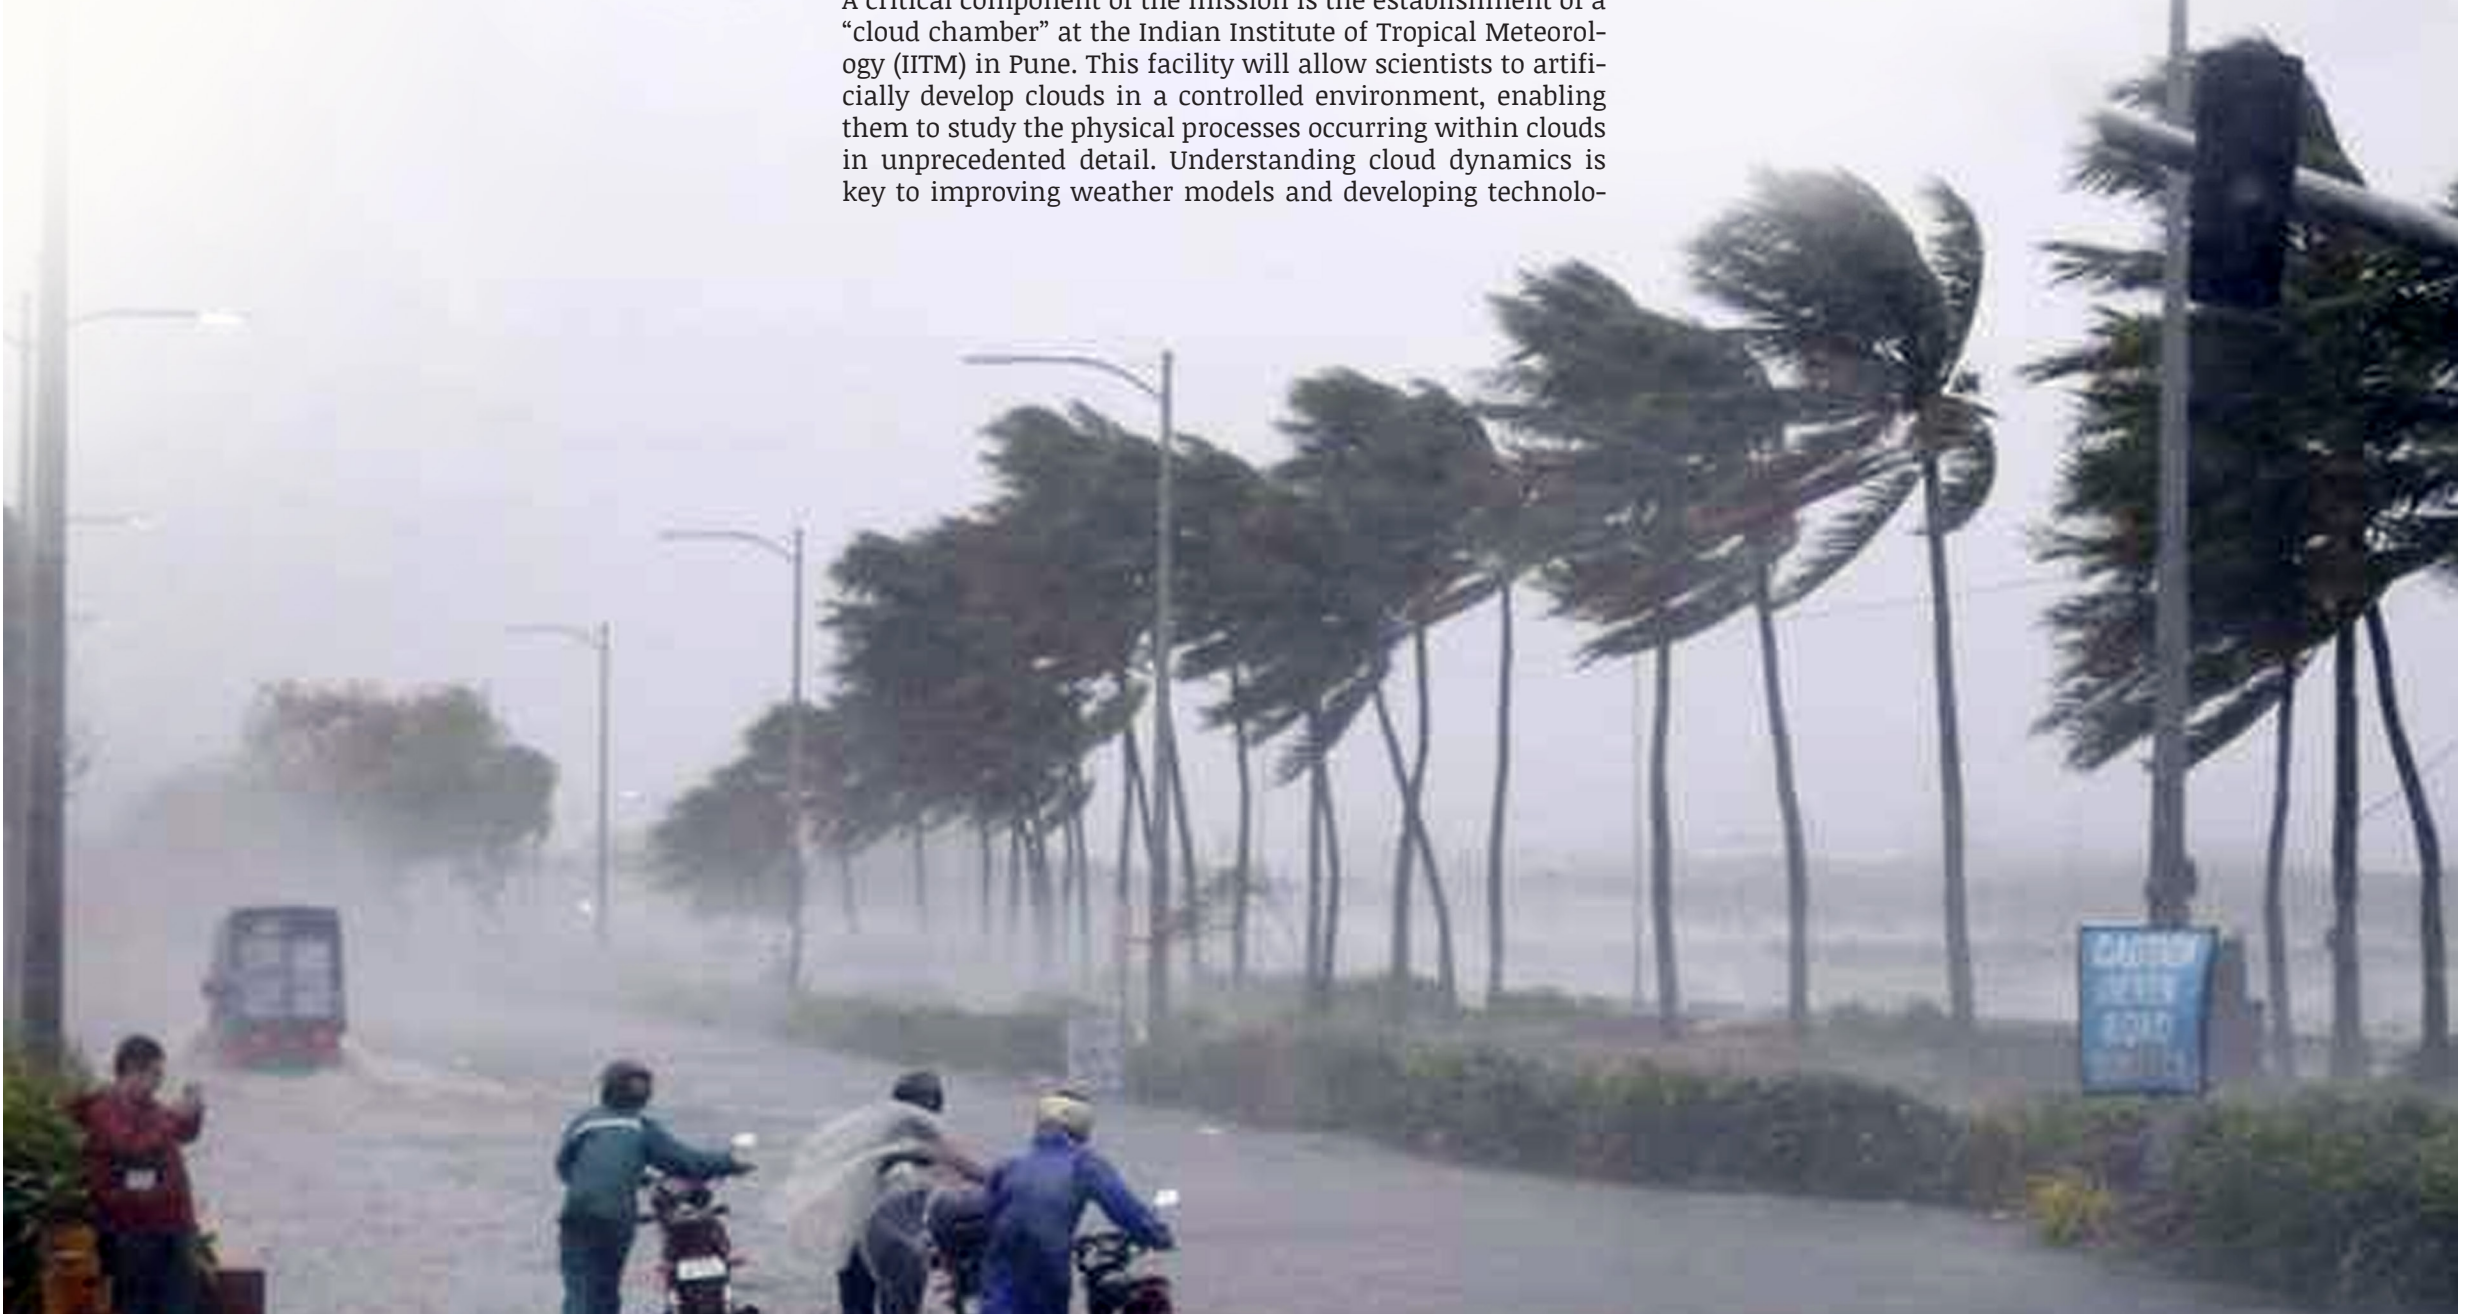 A critical component of the mission is the establishment of a
“cloud chamber” at the Indian Institute of Tropical Meteorol-
ogy (IITM) in Pune. This facility will allow scientists to artifi-
cially develop clouds in a controlled environment, enabling
them to study the physical processes occurring within clouds
in unprecedented detail. Understanding cloud dynamics is
key to improving weather models and developing technolo-
CAUTION
ROAD